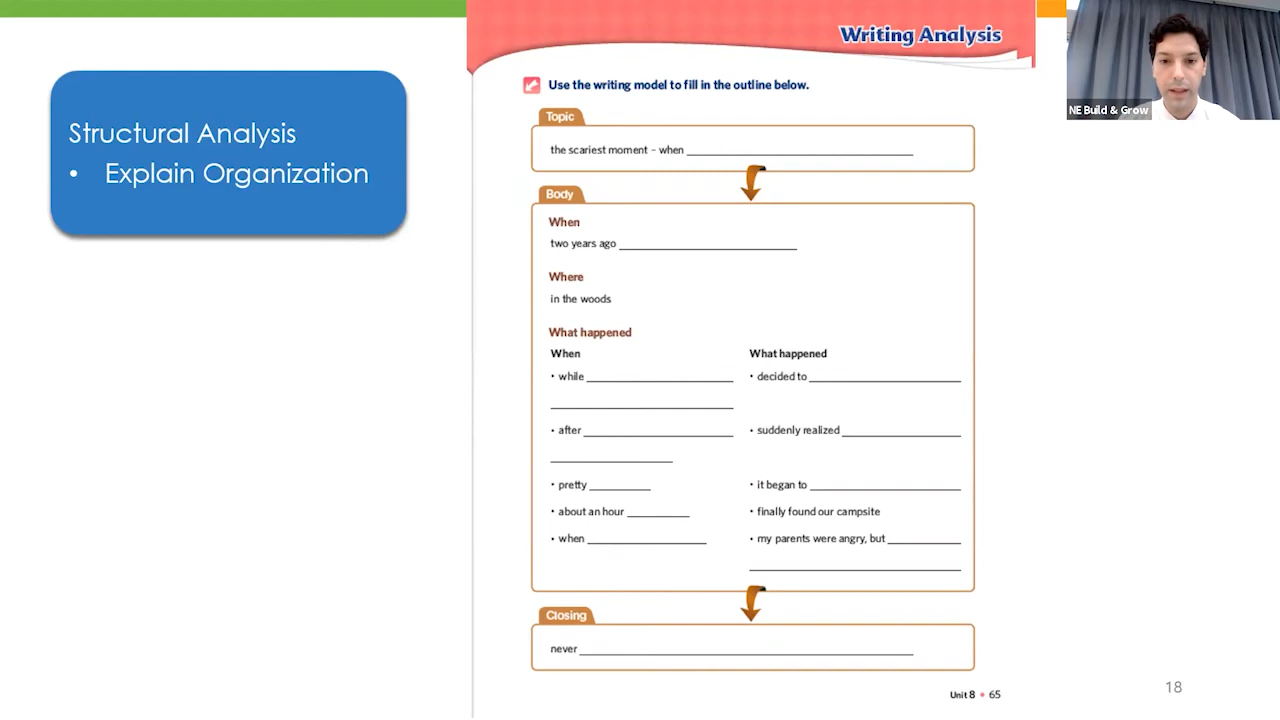 Structural Analysis
• Explain Organization
Writing Analysis
Use the writing model to fill in the outline below.
Topic
the scariest moment – when
Body
When
two years ago
Where
in the woods
What happened
When What happened
• while • decided to
• after • suddenly realized
• pretty • it began to
• about an hour • finally found our campsite
• when • my parents were angry, but
Closing
never
Unit 8 • 65
NE Build & Grow
18